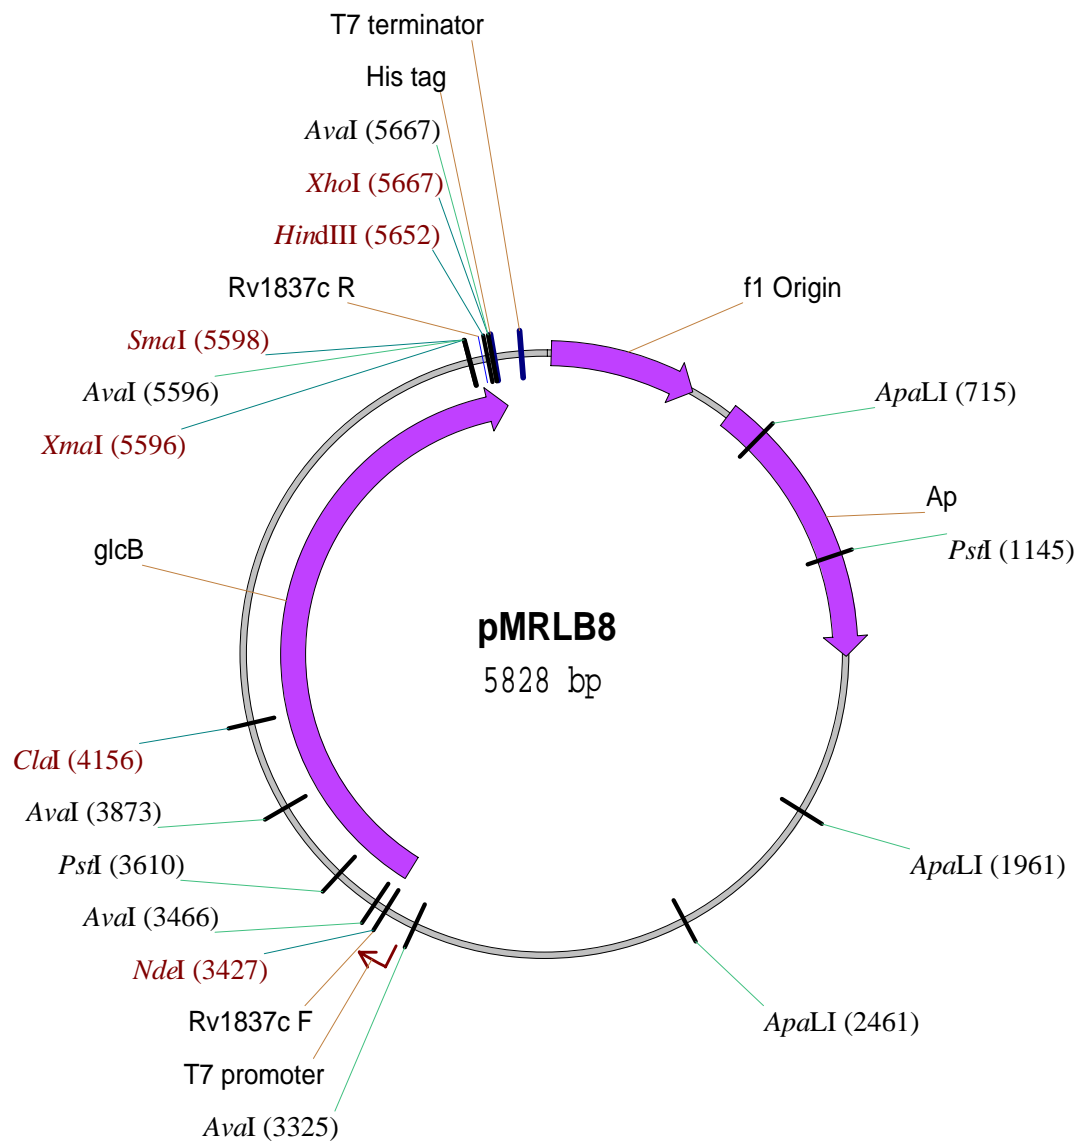 T7 terminator
His tag
AvaI (5667)
XhoI (5667)
HindIII (5652)
Rv1837c R
f1 Origin
SmaI (5598)
AvaI (5596)
ApaLI (715)
XmaI (5596)
Ap
PstI (1145)
glcB
pMRLB8
5828 bp
ClaI (4156)
AvaI (3873)
PstI (3610)
ApaLI (1961)
AvaI (3466)
NdeI (3427)
Rv1837c F
ApaLI (2461)
T7 promoter
AvaI (3325)